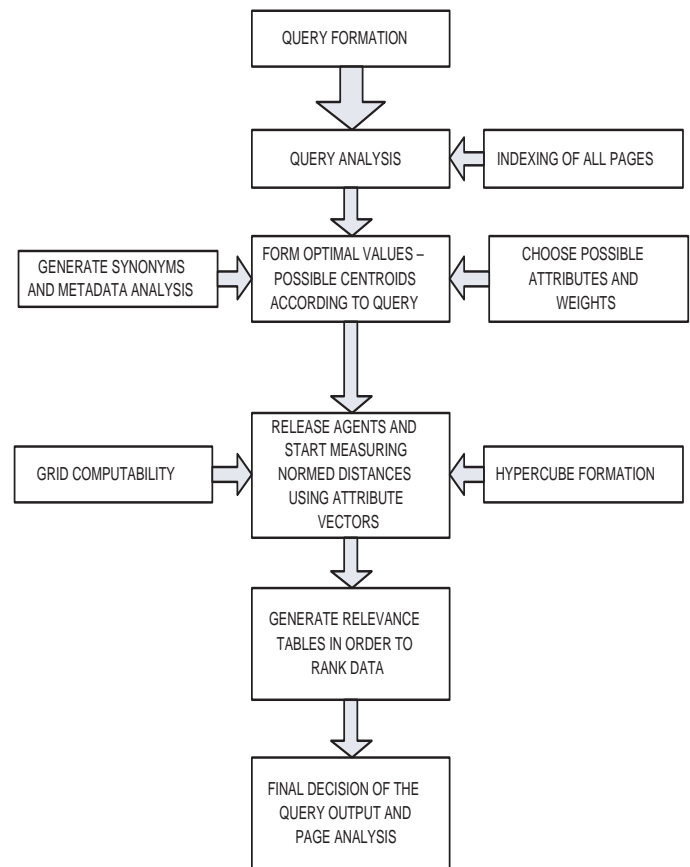 QUERY FORMATION
QUERY ANALYSIS
INDEXING OF ALL PAGES
GENERATE SYNONYMS
AND METADATA ANALYSIS
FORM OPTIMAL VALUES –
POSSIBLE CENTROIDS
ACCORDING TO QUERY
CHOOSE POSSIBLE
ATTRIBUTES AND
WEIGHTS
GRID COMPUTABILITY
RELEASE AGENTS AND
START MEASURING
NORMED DISTANCES
USING ATTRIBUTE
VECTORS
HYPERCUBE FORMATION
GENERATE RELEVANCE
TABLES IN ORDER TO
RANK DATA
FINAL DECISION OF THE
QUERY OUTPUT AND
PAGE ANALYSIS